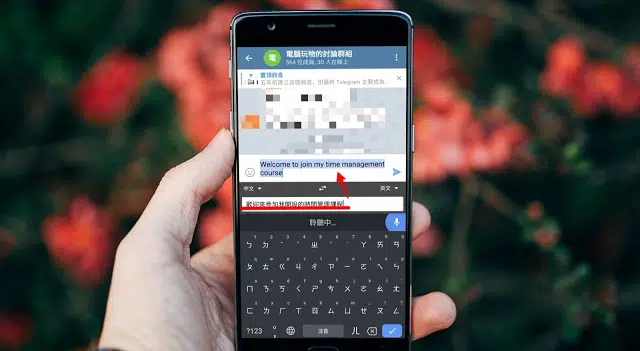 電腦玩物的討論群組
564 位成員, 30 人在線上
置頂訊息
Welcome to join my time management
course
中文
英文
歡迎來參加我開設的時間管理課程
聆聽中...
ㄅ ㄉ ˇ ˋ ㄓ ˊ ˙ ㄚ ㄞ ㄢ
ㄆ ㄊ ㄍ ㄐ ㄔ ㄗ ㄧ ㄛ ㄟ ㄣ
ㄇ ㄋ ㄎ ㄑ ㄕ ㄘ ㄨ ㄜ ㄠ ㄤ
ㄈ ㄌ ㄏ ㄒ ㄖ ㄙ ㄩ ㄝ ㄡ ㄥ
?123 注音 ㄦ